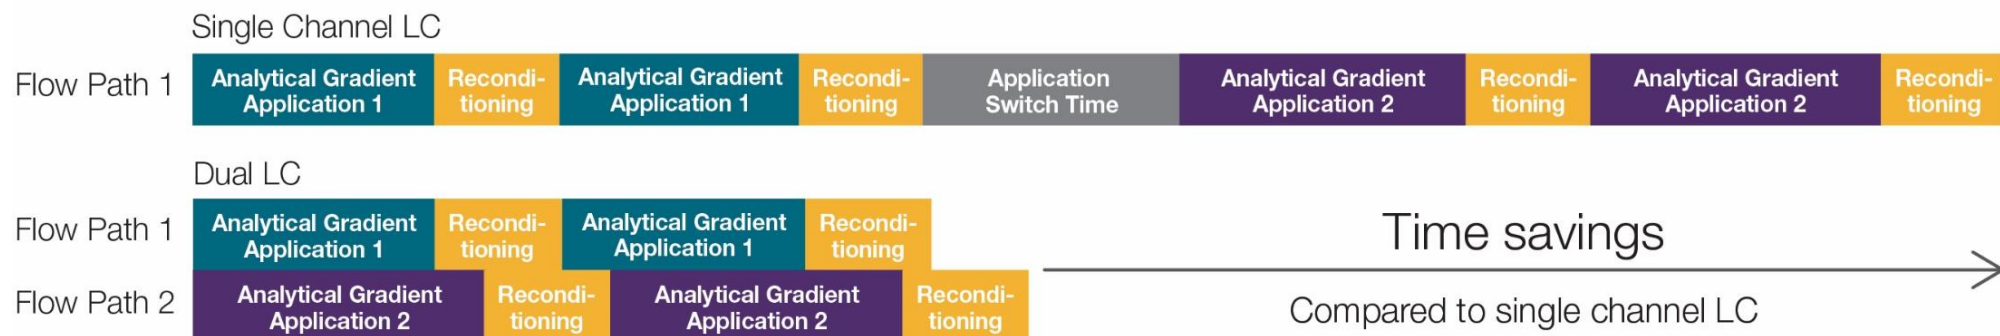 Single Channel LC
Flow Path 1
Analytical Gradient
Application 1
Recondi-
tioning
Analytical Gradient
Application 1
Recondi-
tioning
Application
Switch Time
Analytical Gradient
Application 2
Recondi-
tioning
Analytical Gradient
Application 2
Recondi-
tioning
Dual LC
Flow Path 1
Analytical Gradient
Application 1
Recondi-
tioning
Analytical Gradient
Application 1
Recondi-
tioning
Flow Path 2
Analytical Gradient
Application 2
Recondi-
tioning
Analytical Gradient
Application 2
Recondi-
tioning
Time savings
Compared to single channel LC